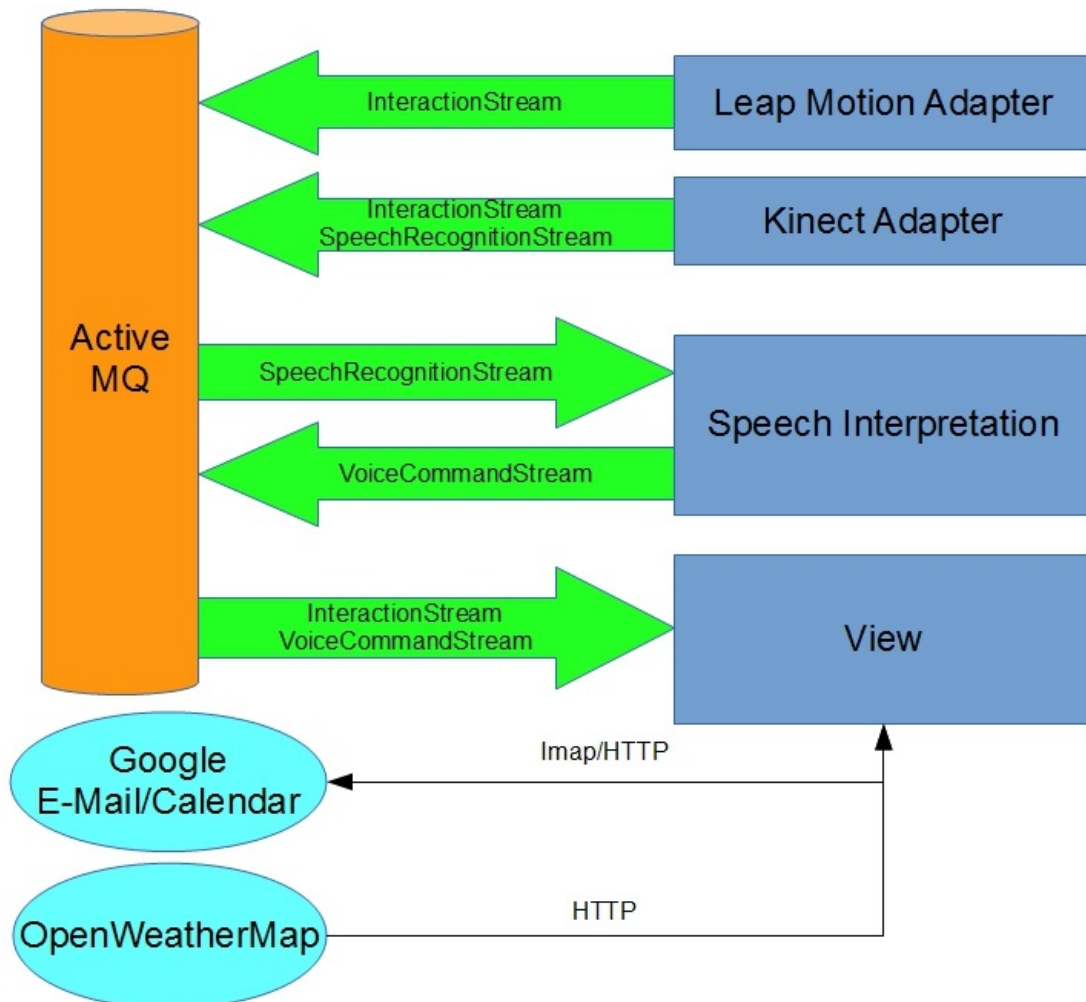 InteractionStream
Leap Motion Adapter
InteractionStream
SpeechRecognitionStream
Kinect Adapter
Active
MQ
SpeechRecognitionStream
Speech Interpretation
VoiceCommandStream
InteractionStream
VoiceCommandStream
View
Google
E-Mail/Calendar
Imap/HTTP
OpenWeatherMap
HTTP